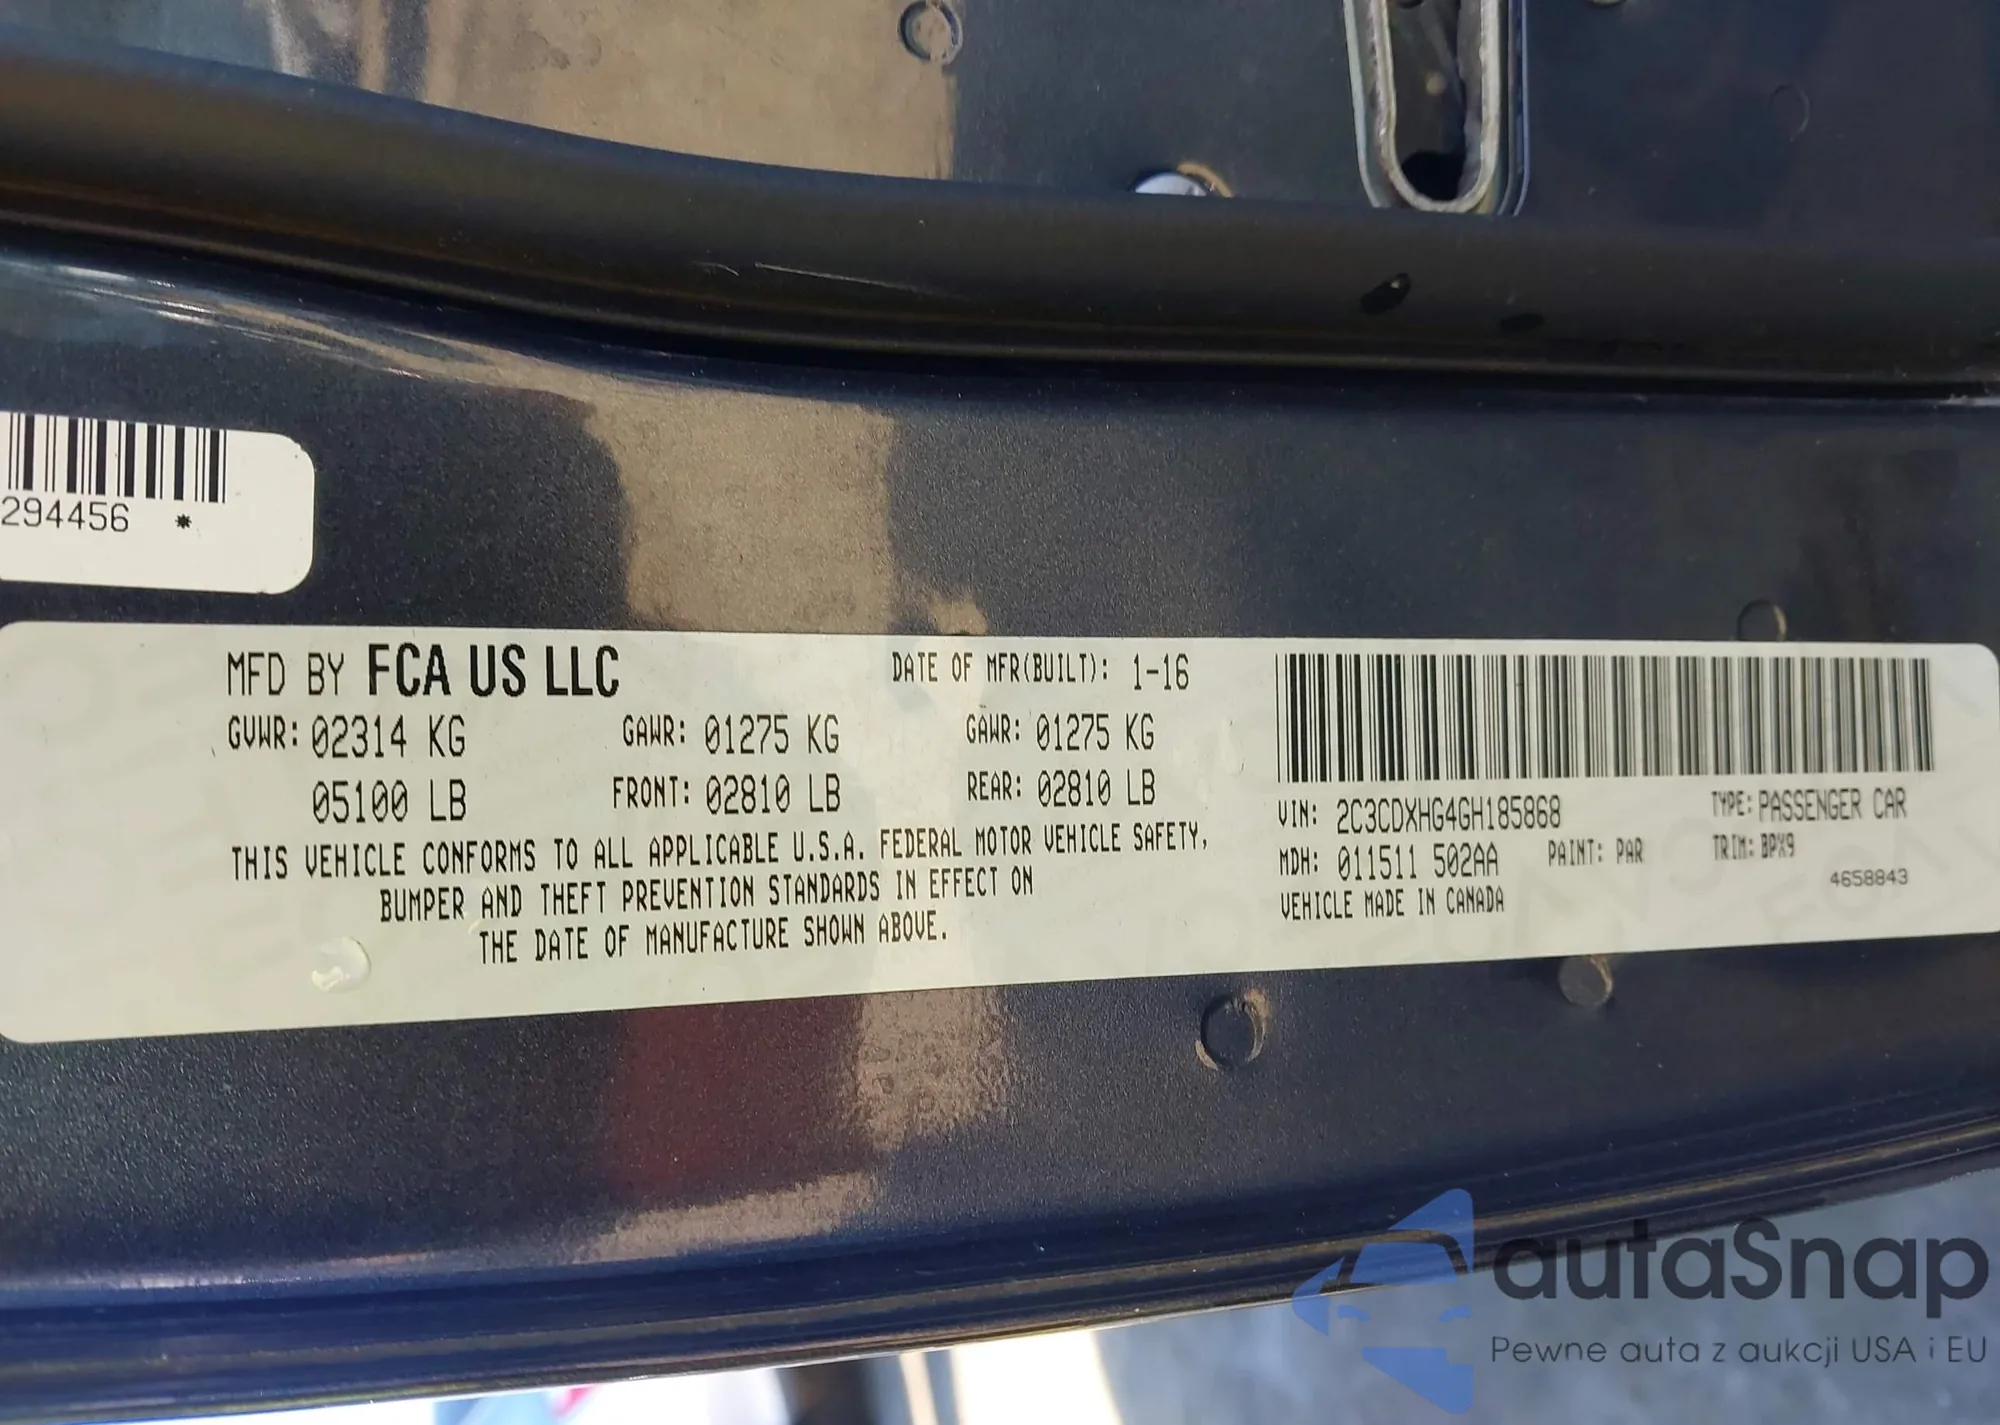 294456 *
MFD BY FCA US LLC
DATE OF MFR(BUILT): 1-16
GVWR: 02314 KG
GAWR: 01275 KG
GAWR: 01275 KG
05100 LB
FRONT: 02810 LB
REAR: 02810 LB
THIS VEHICLE CONFORMS TO ALL APPLICABLE U.S.A. FEDERAL MOTOR VEHICLE SAFETY,
BUMPER AND THEFT PREVENTION STANDARDS IN EFFECT ON
THE DATE OF MANUFACTURE SHOWN ABOVE.
VIN: 2C3CDXHG4GH185868
TYPE: PASSENGER CAR
MDH: 011511 502AA
PAINT: PAR
TRIM: BPX9
VEHICLE MADE IN CANADA
4658843
autaSnap
Pewne auta z aukcji USA i EU